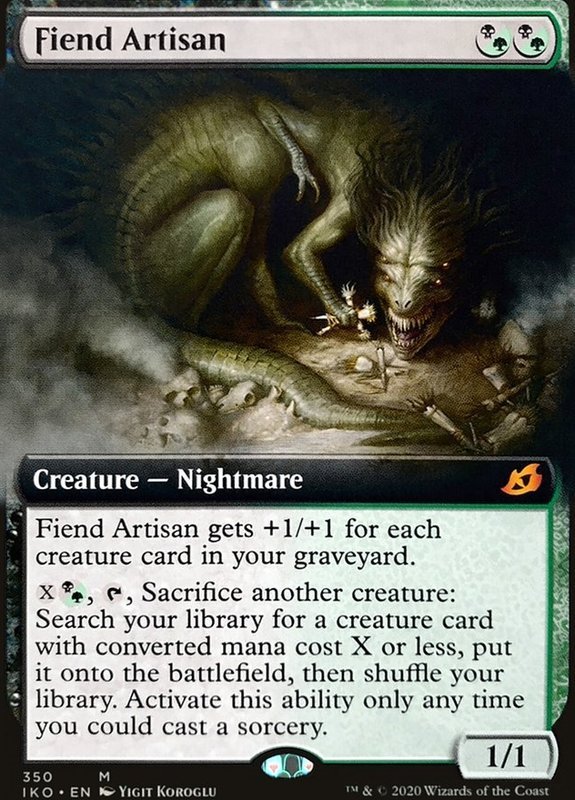 Fiend Artisan
Creature — Nightmare
Fiend Artisan gets +1/+1 for each
creature card in your graveyard.
X , , Sacrifice another creature:
Search your library for a creature card
with converted mana cost X or less, put
it onto the battlefield, then shuffle your
library. Activate this ability only any time
you could cast a sorcery.
1/1
350 M
IKO • EN Yigit Koroglu
™ & © 2020 Wizards of the Coast